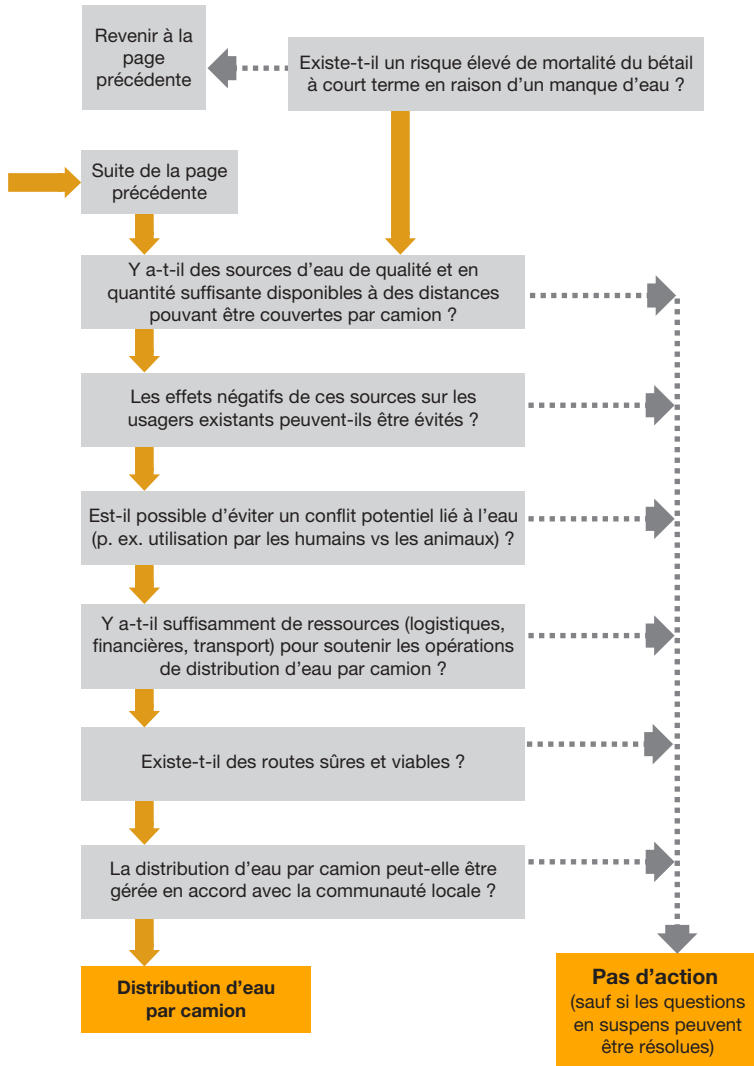 Revenir à la
page
précédente
Existe-t-il un risque élevé de mortalité du bétail
à court terme en raison d'un manque d'eau ?
Suite de la page
précédente
Y a-t-il des sources d'eau de qualité et en
quantité suffisante disponibles à des distances
pouvant être couvertes par camion ?
Les effets négatifs de ces sources sur les
usagers existants peuvent-ils être évités ?
Est-il possible d'éviter un conflit potentiel lié à l'eau
(p. ex. utilisation par les humains vs les animaux) ?
Y a-t-il suffisamment de ressources (logistiques,
financières, transport) pour soutenir les opérations
de distribution d'eau par camion ?
Existe-t-il des routes sûres et viables ?
La distribution d'eau par camion peut-elle être
gérée en accord avec la communauté locale ?
Distribution d'eau
par camion
Pas d'action
(sauf si les questions
en suspens peuvent
être résolues)